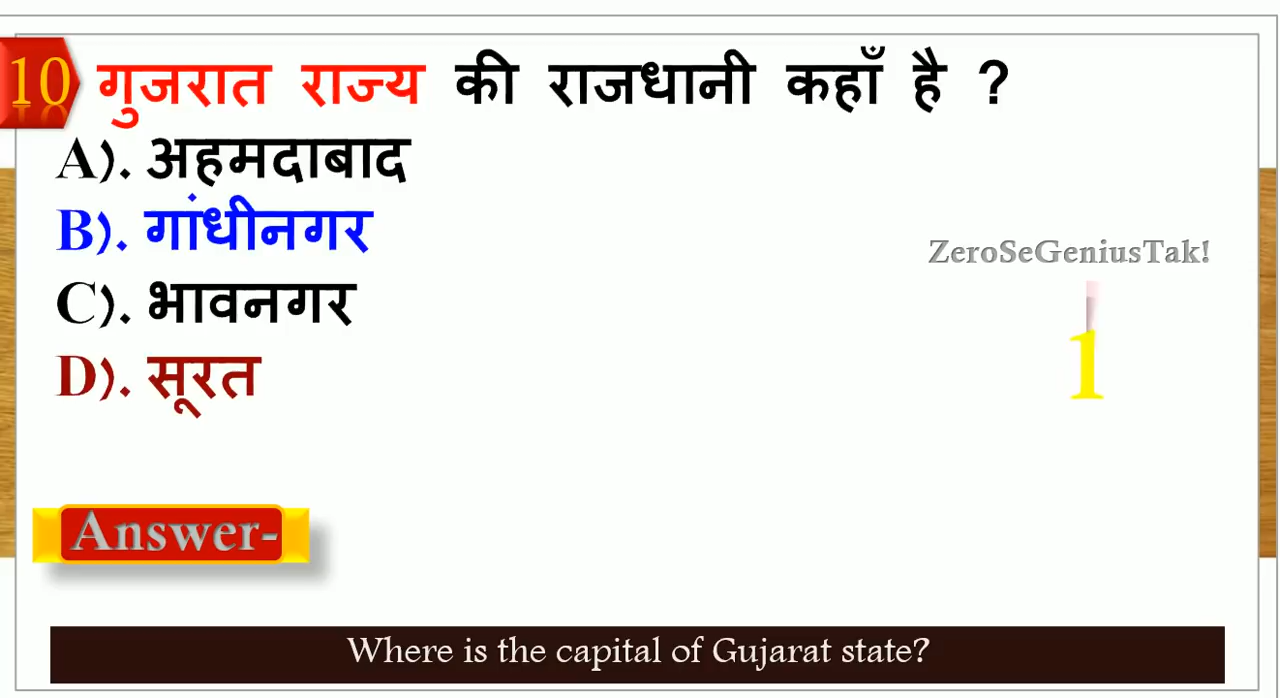 10 गुजरात राज्य की राजधानी कहाँ है ?
A). अहमदाबाद
B). गांधीनगर
C). भावनगर
D). सूरत
ZeroSeGeniusTak!
1
Answer-
Where is the capital of Gujarat state?